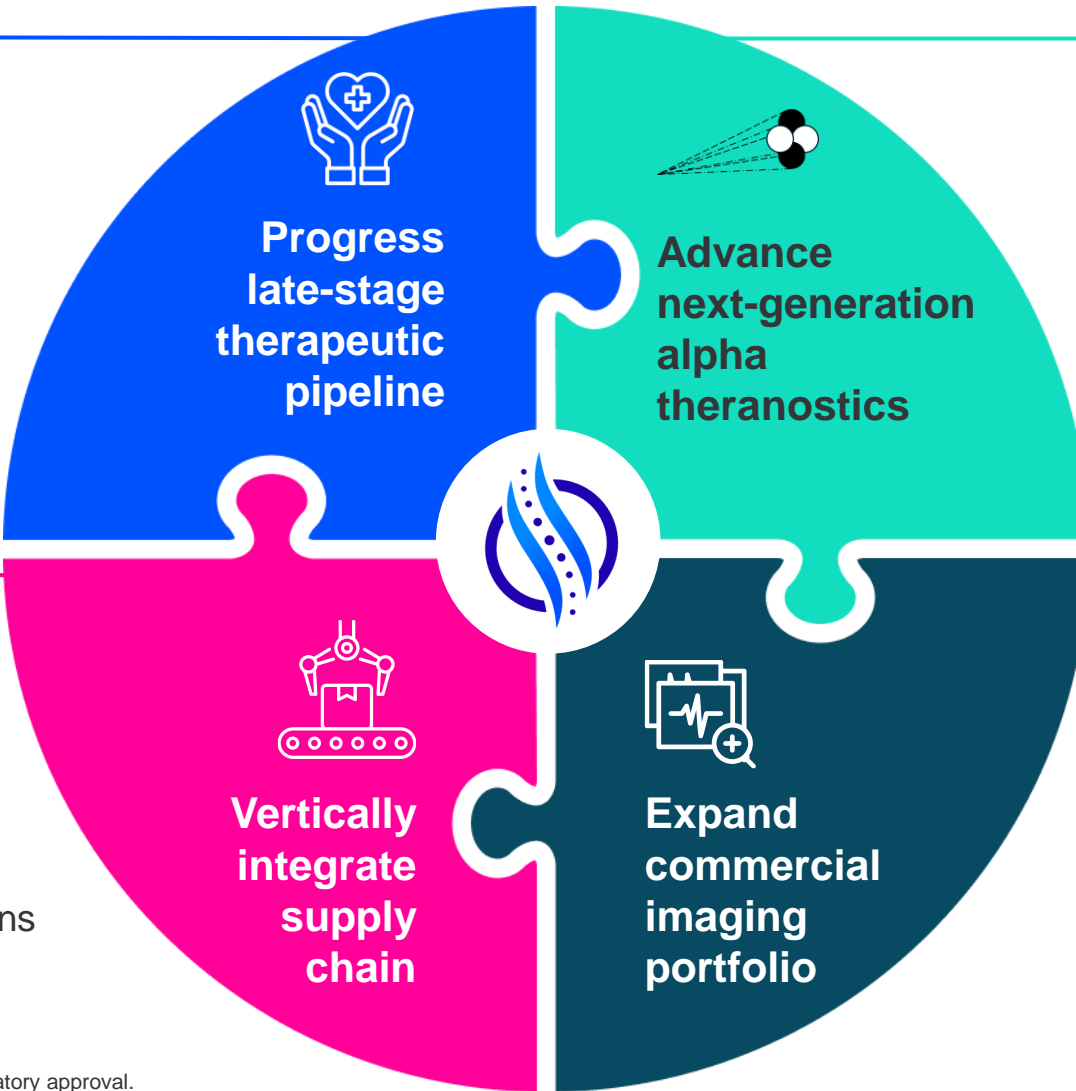 Progress
late-stage
therapeutic
pipeline
Advance
next-generation
alpha
theranostics
Vertically
integrate
supply
chain
Expand
commercial
imaging
portfolio
ns
atory approval.